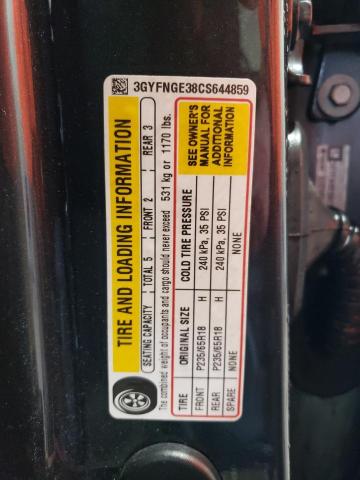 3GYFNGE38CS644859
TIRE AND LOADING INFORMATION
SEATING CAPACITY TOTAL 5 FRONT 2 REAR 3
The combined weight of occupants and cargo should never exceed 531 kg or 1170 lbs.
TIRE ORIGINAL SIZE COLD TIRE PRESSURE
FRONT P235/65R18 H 240 kPa, 35 PSI
REAR P235/65R18 H 240 kPa, 35 PSI
SPARE NONE NONE
SEE OWNER'S
MANUAL FOR
ADDITIONAL
INFORMATION